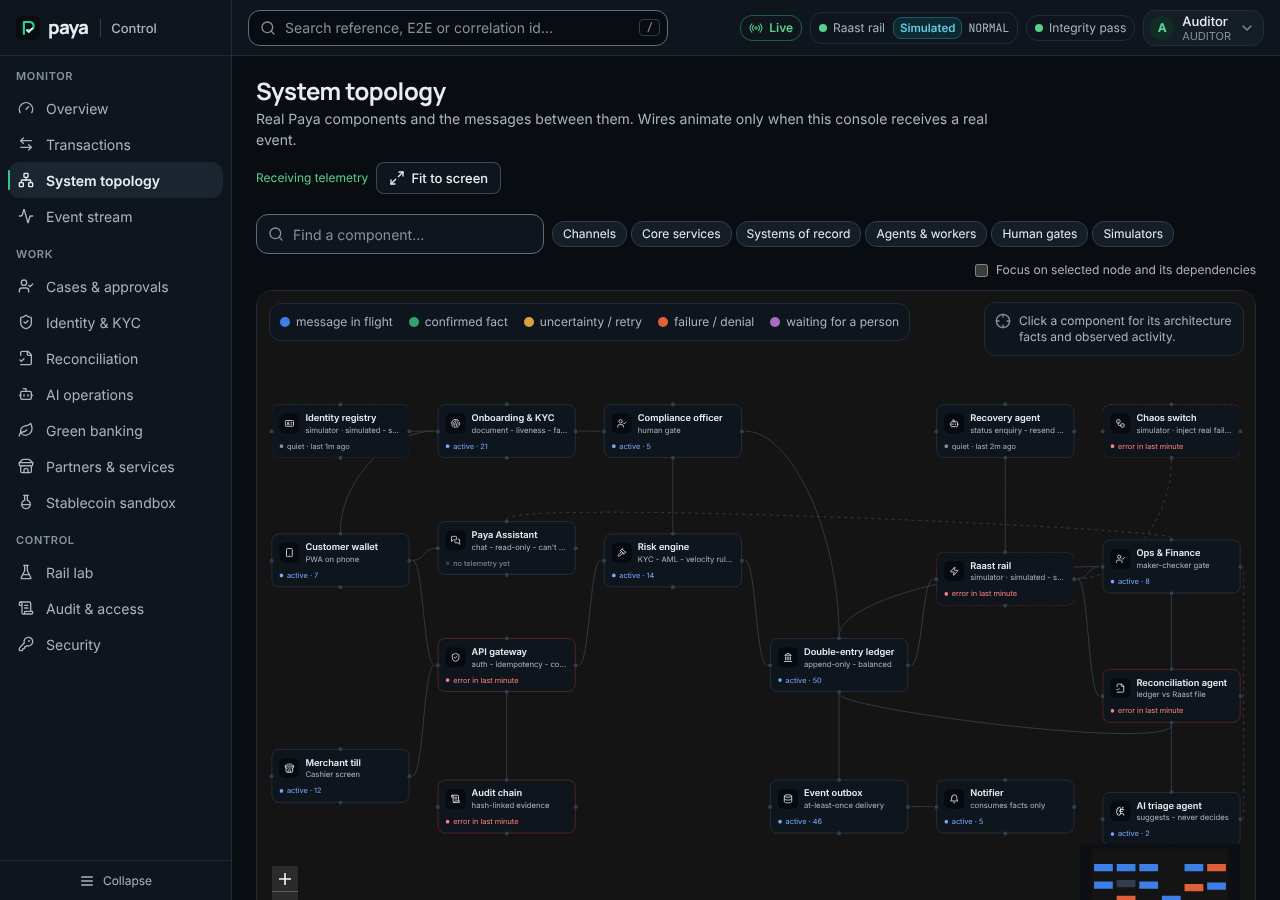 paya
Control
Search reference, E2E or correlation id...
/
Live
Raast rail
Simulated
NORMAL
Integrity pass
A
Auditor
AUDITOR
MONITOR
Overview
Transactions
System topology
Event stream
WORK
Cases & approvals
Identity & KYC
Reconciliation
AI operations
Green banking
Partners & services
Stablecoin sandbox
CONTROL
Rail lab
Audit & access
Security
Collapse
System topology
Real Paya components and the messages between them. Wires animate only when this console receives a real
event.
Receiving telemetry
Fit to screen
Find a component...
Channels
Core services
Systems of record
Agents & workers
Human gates
Simulators
Focus on selected node and its dependencies
message in flight
confirmed fact
uncertainty / retry
failure / denial
waiting for a person
Click a component for its architecture
facts and observed activity.
Identity registry
simulator · simulated - s...
quiet · last 1m ago
Onboarding & KYC
document - liveness - fa...
active · 21
Compliance officer
human gate
active · 5
Recovery agent
status enquiry - resend ...
quiet · last 2m ago
Chaos switch
simulator · inject real fail...
error in last minute
Customer wallet
PWA on phone
active · 7
Paya Assistant
chat - read-only - can't ...
no telemetry yet
Risk engine
KYC - AML - velocity rul...
active · 14
Raast rail
simulator · simulated - s...
error in last minute
Ops & Finance
maker-checker gate
active · 8
API gateway
auth - idempotency - co...
error in last minute
Double-entry ledger
append-only - balanced
active · 50
Reconciliation agent
ledger vs Raast file
error in last minute
Merchant till
Cashier screen
active · 12
Audit chain
hash-linked evidence
error in last minute
Event outbox
at-least-once delivery
active · 46
Notifier
consumes facts only
active · 5
AI triage agent
suggests - never decides
active · 2
+